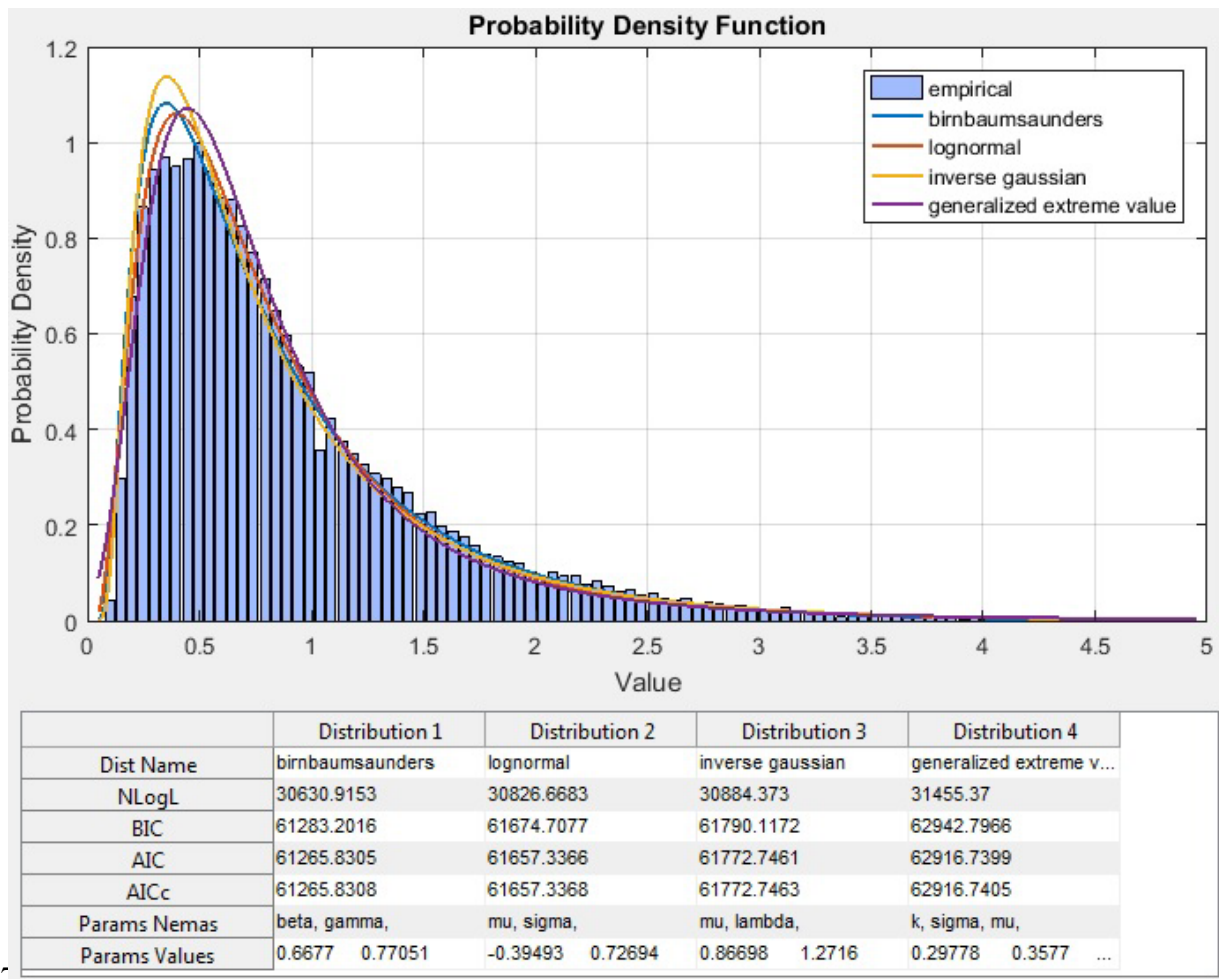 Probability Density Function
1.2
1
0.8
0.6
0.4
0.2
0
Probability Density
empirical
birnbaumsaunders
lognormal
inverse gaussian
generalized extreme value
0 0.5 1 1.5 2 2.5 3 3.5 4 4.5 5
Value
Distribution 1 Distribution 2 Distribution 3 Distribution 4
Dist Name birnbaumsaunders lognormal inverse gaussian generalized extreme v...
NLogL 30630.9153 30826.6683 30884.373 31455.37
BIC 61283.2016 61674.7077 61790.1172 62942.7966
AIC 61265.8305 61657.3366 61772.7461 62916.7399
AICc 61265.8308 61657.3368 61772.7463 62916.7405
Params Nemas beta, gamma, mu, sigma, mu, lambda, k, sigma, mu,
Params Values 0.6677 0.77051 -0.39493 0.72694 0.86698 1.2716 0.29778 0.3577 ...